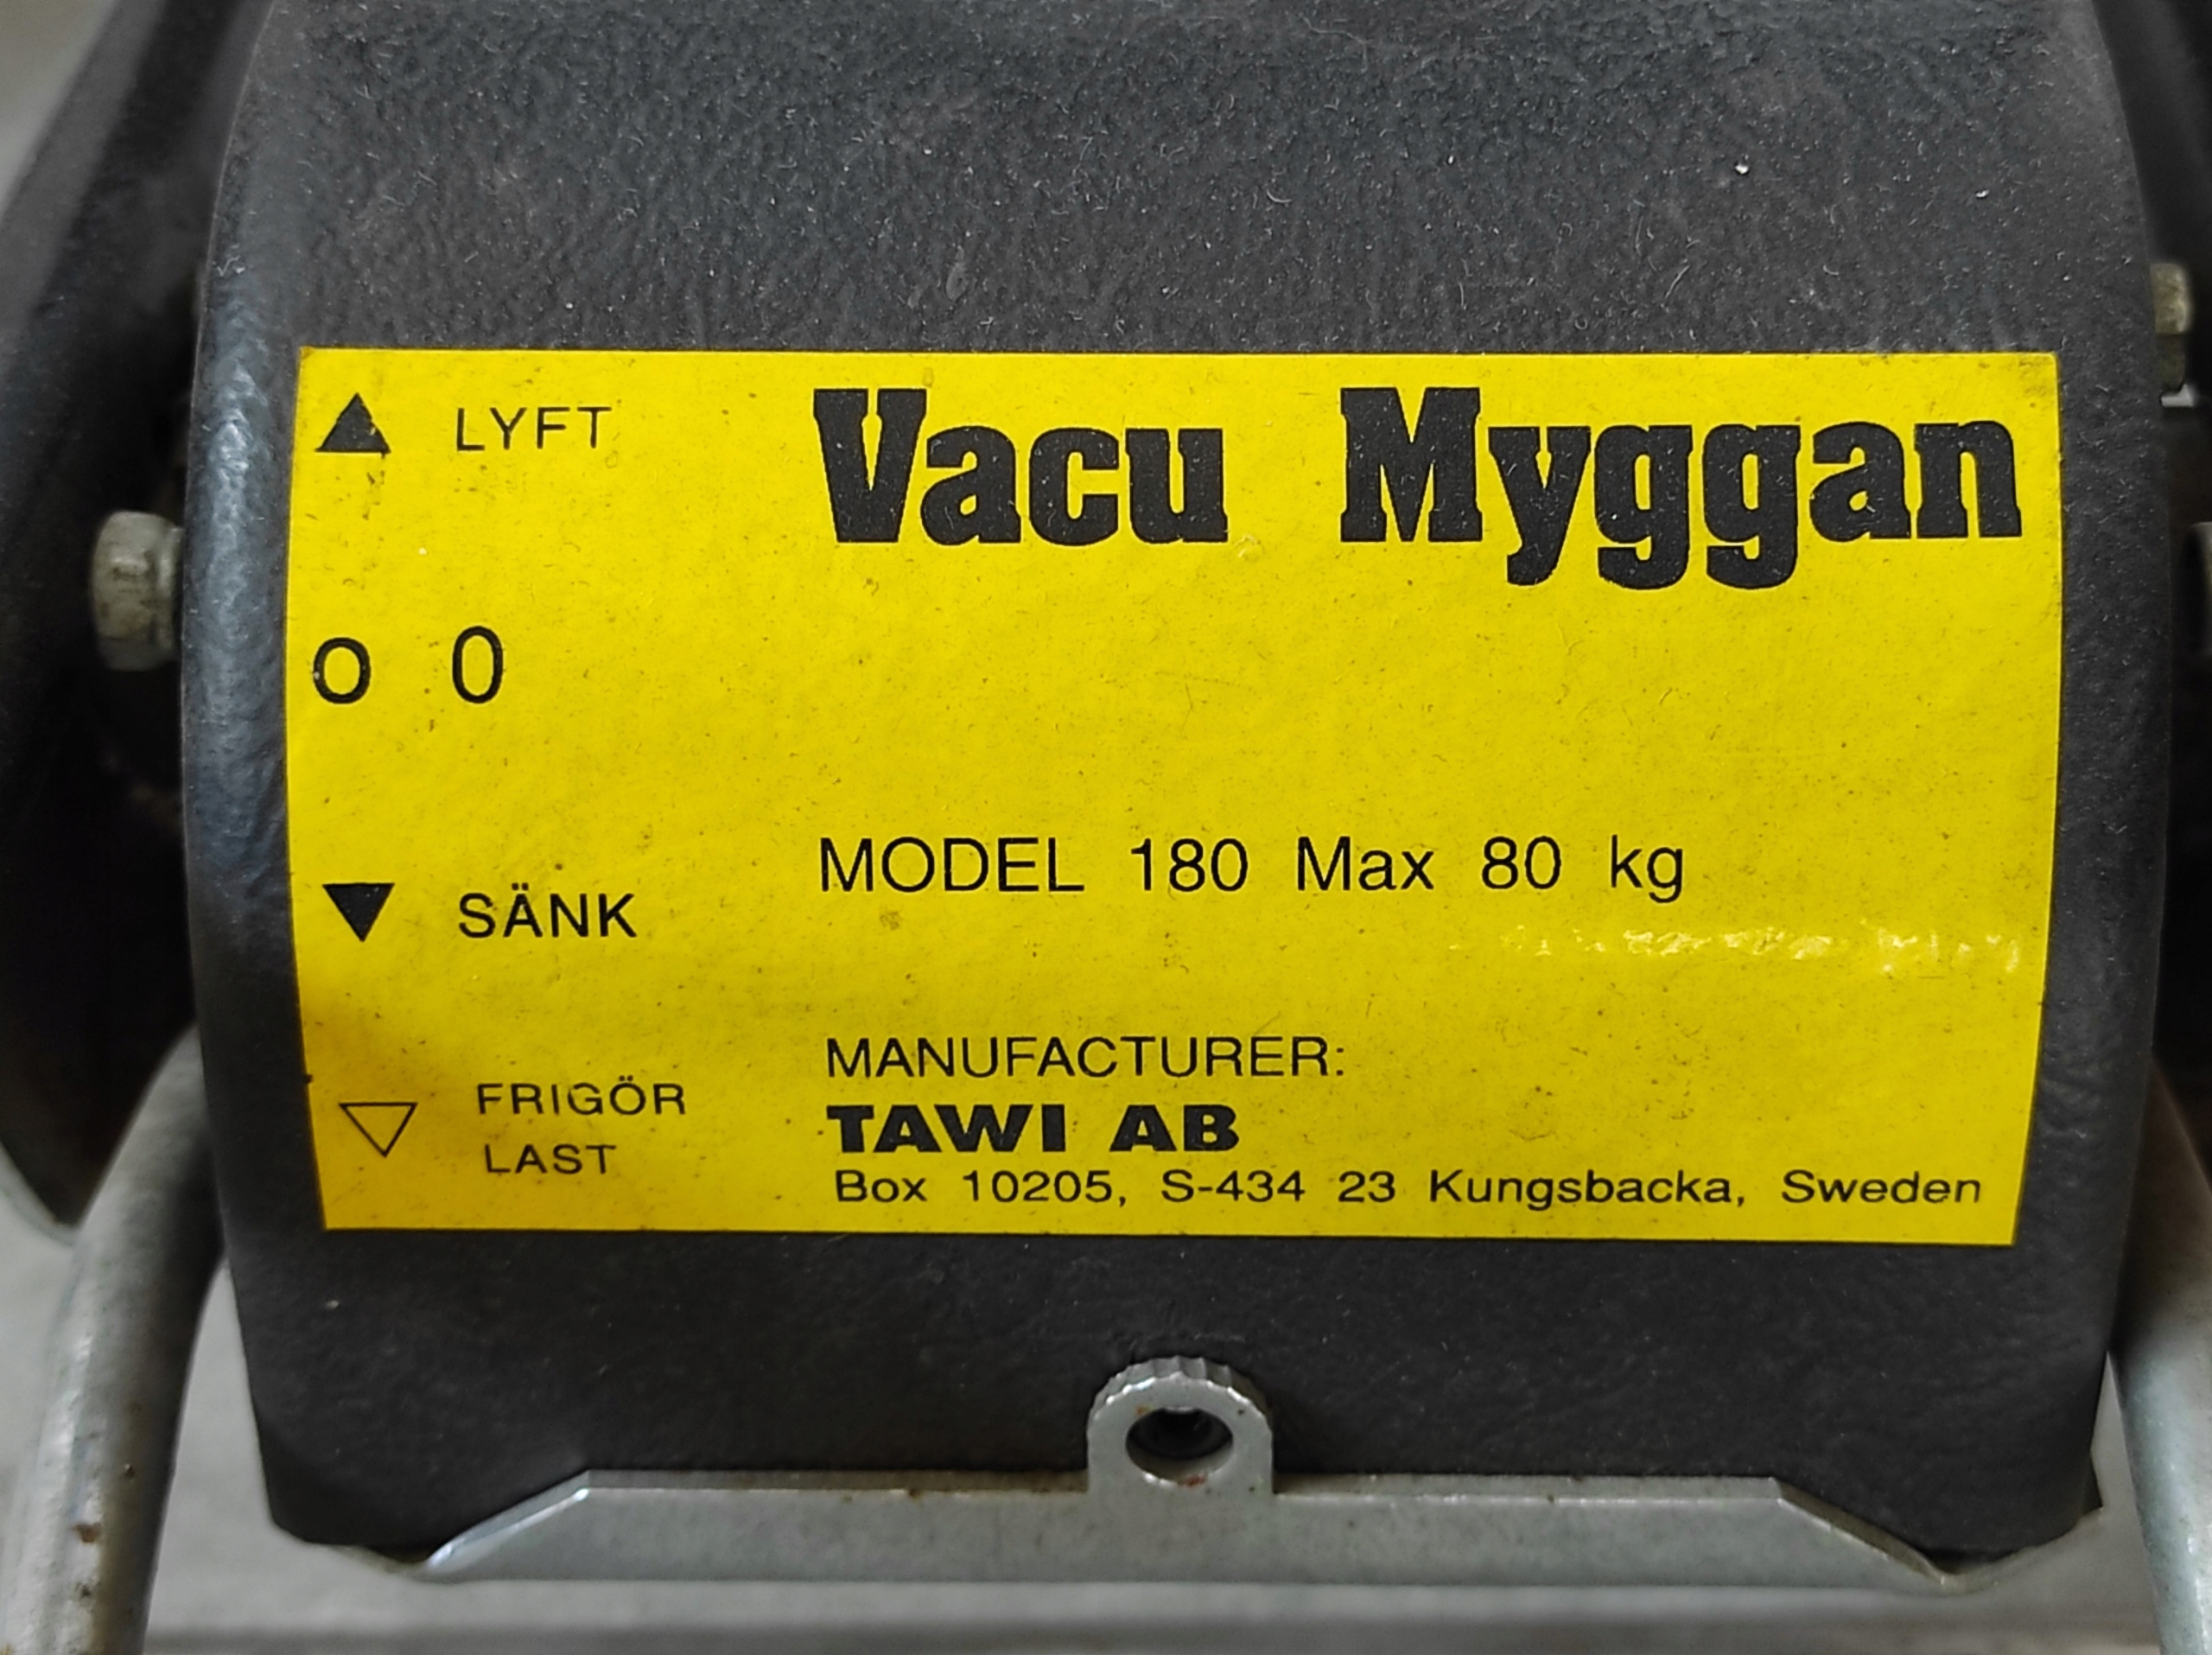 ▲ LYFT
Vacu Myggan
o 0
MODEL 180 Max 80 kg
▼ SÄNK
▽ FRIGÖR
LAST
MANUFACTURER:
TAWI AB
Box 10205, S-434 23 Kungsbacka, Sweden